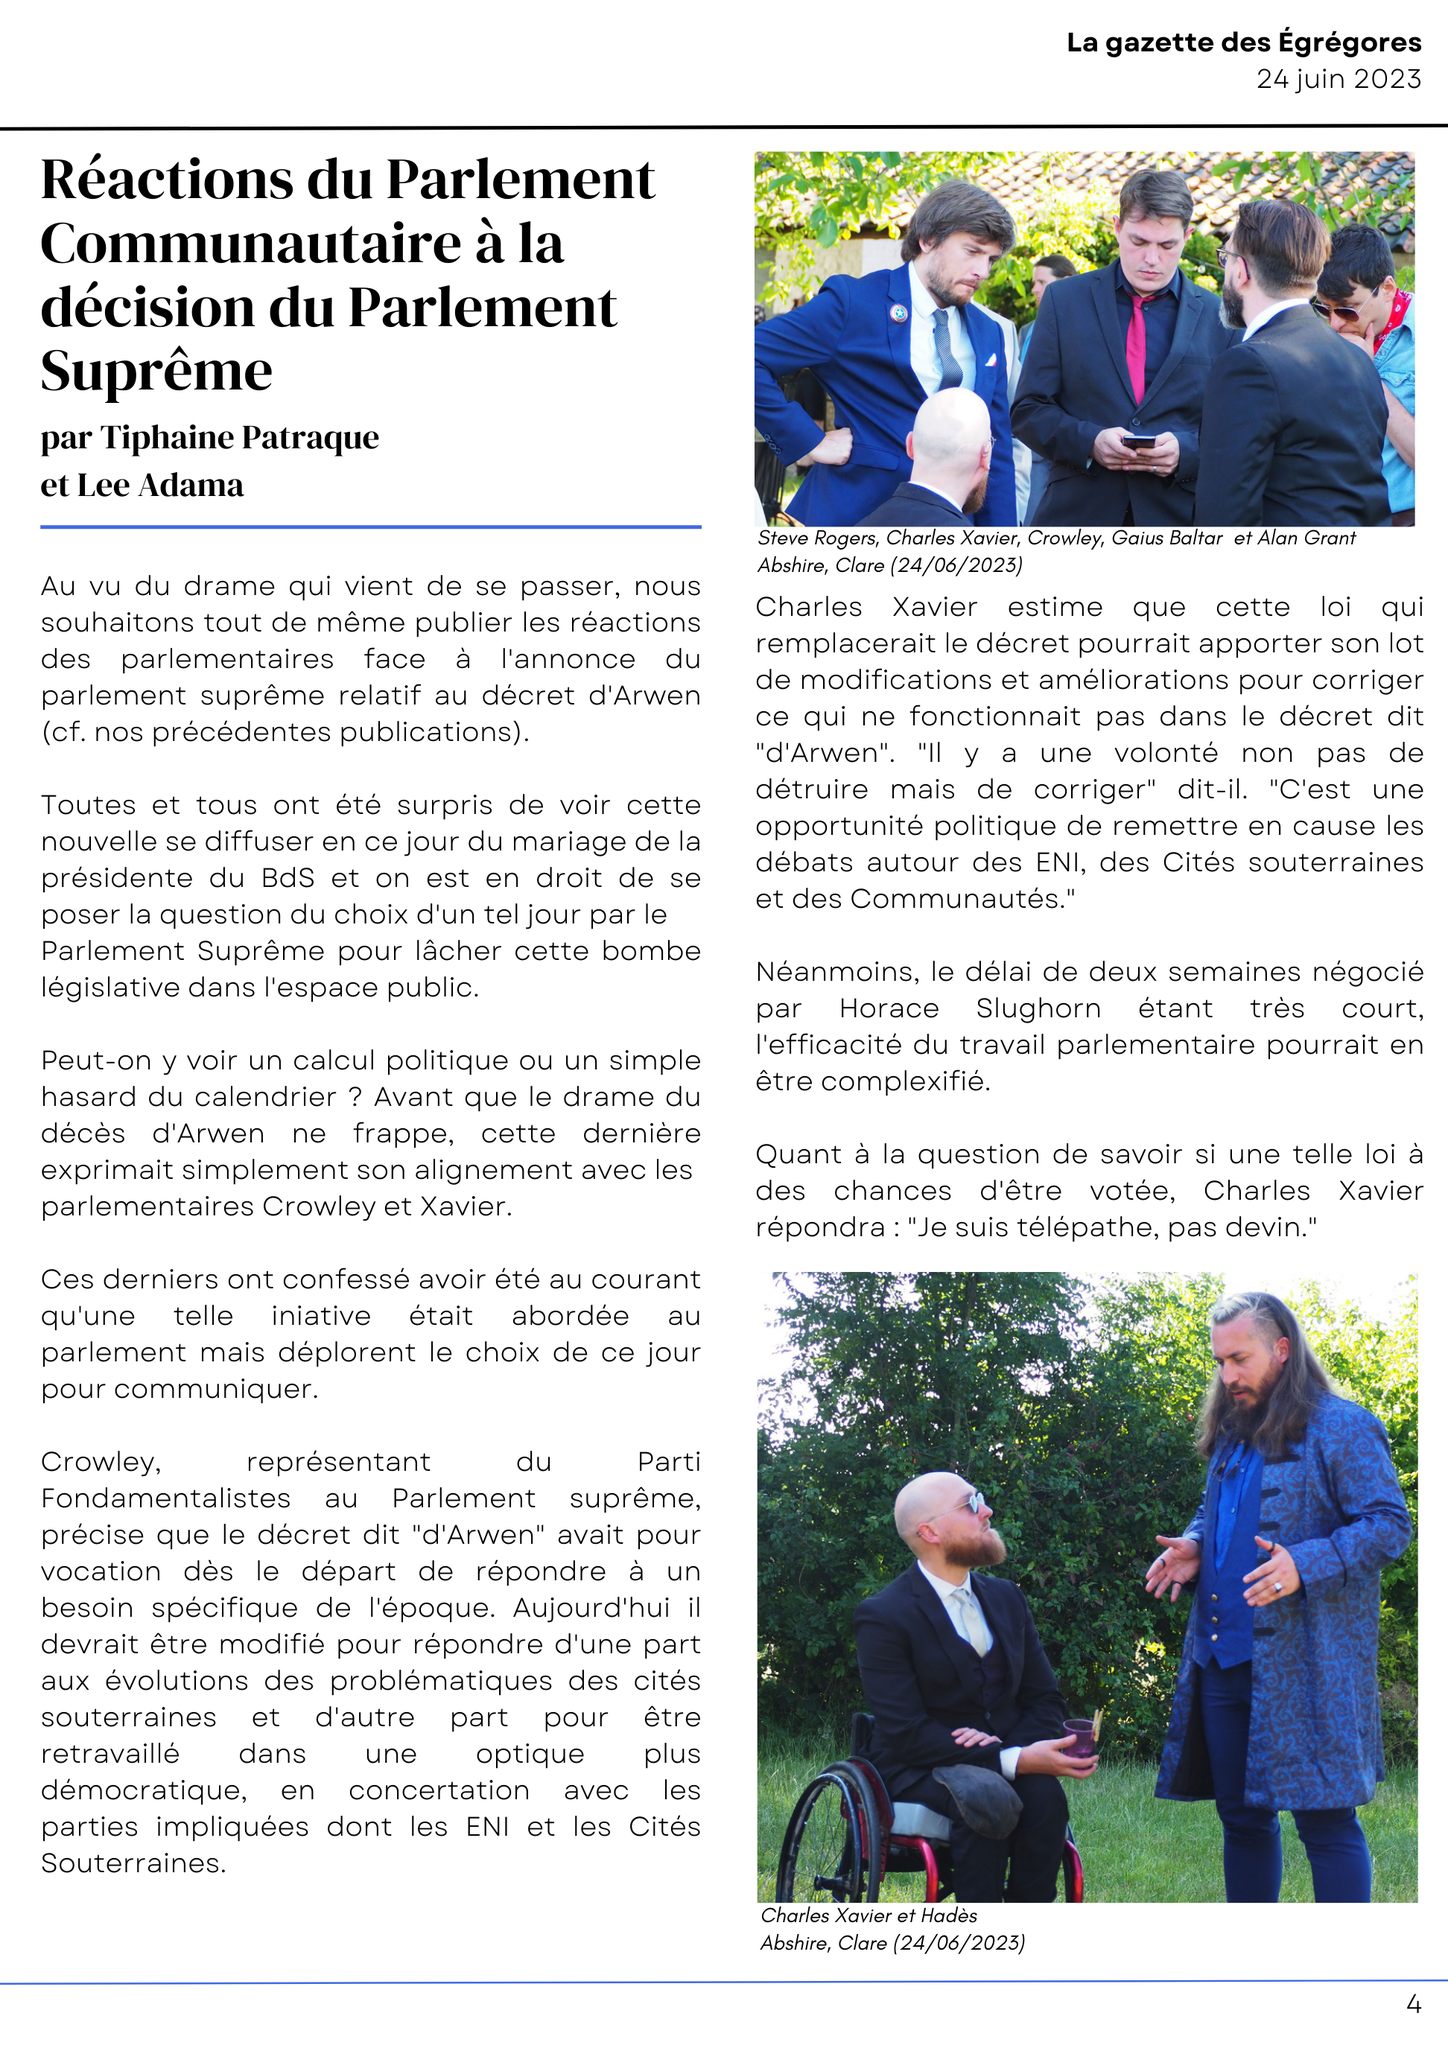 La gazette des Égrégores
24 juin 2023
Réactions du Parlement
Communautaire à la
décision du Parlement
Suprême
par Tiphaine Patraque
et Lee Adama
Au vu du drame qui vient de se passer, nous
souhaitons tout de même publier les réactions
des parlementaires face à l'annonce du
parlement suprême relatif au décret d'Arwen
(cf. nos précédentes publications).
Toutes et tous ont été surpris de voir cette
nouvelle se diffuser en ce jour du mariage de la
présidente du BdS et on est en droit de se
poser la question du choix d'un tel jour par le
Parlement Suprême pour lâcher cette bombe
législative dans l'espace public.
Peut-on y voir un calcul politique ou un simple
hasard du calendrier ? Avant que le drame du
décès d'Arwen ne frappe, cette dernière
exprimait simplement son alignement avec les
parlementaires Crowley et Xavier.
Ces derniers ont confessé avoir été au courant
qu'une telle iniative était abordée au
parlement mais déplorent le choix de ce jour
pour communiquer.
Crowley, représentant du Parti
Fondamentalistes au Parlement suprême,
précise que le décret dit "d'Arwen" avait pour
vocation dès le départ de répondre à un
besoin spécifique de l'époque. Aujourd'hui il
devrait être modifié pour répondre d'une part
aux évolutions des problématiques des cités
souterraines et d'autre part pour être
retravaillé dans une optique plus
démocratique, en concertation avec les
parties impliquées dont les ENI et les Cités
Souterraines.
Steve Rogers, Charles Xavier, Crowley, Gaius Baltar et Alan Grant
Abshire, Clare (24/06/2023)
Charles Xavier estime que cette loi qui
remplacerait le décret pourrait apporter son lot
de modifications et améliorations pour corriger
ce qui ne fonctionnait pas dans le décret dit
"d'Arwen". "Il y a une volonté non pas de
détruire mais de corriger" dit-il. "C'est une
opportunité politique de remettre en cause les
débats autour des ENI, des Cités souterraines
et des Communautés."
Néanmoins, le délai de deux semaines négocié
par Horace Slughorn étant très court,
l'efficacité du travail parlementaire pourrait en
être complexifié.
Quant à la question de savoir si une telle loi à
des chances d'être votée, Charles Xavier
répondra : "Je suis télépathe, pas devin."
Charles Xavier et Hadès
Abshire, Clare (24/06/2023)
4